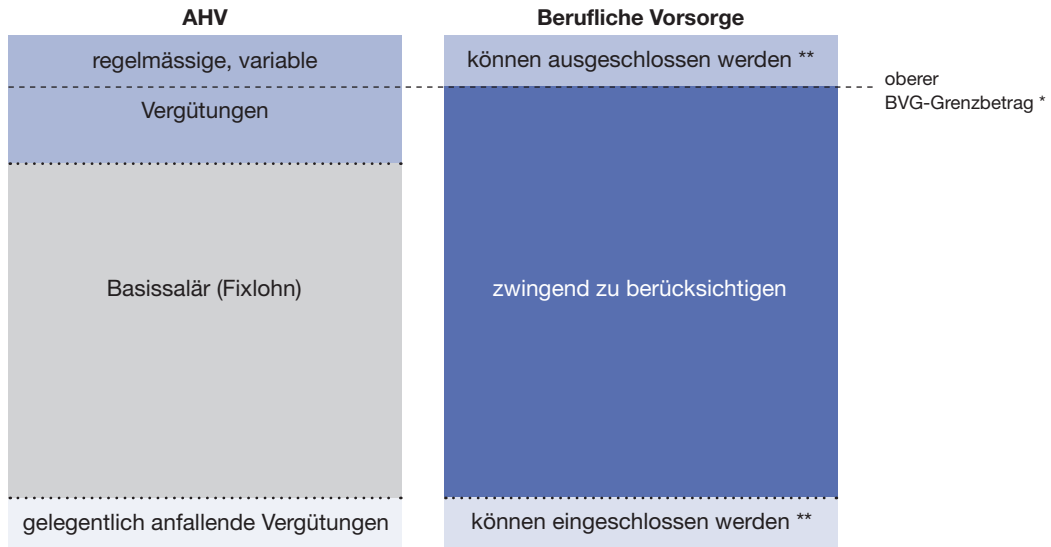 AHV
Berufliche Vorsorge
regelmässige, variable
können ausgeschlossen werden **
oberer
BVG-Grenzbetrag *
Vergütungen
Basissalär (Fixlohn)
zwingend zu berücksichtigen
gelegentlich anfallende Vergütungen
können eingeschlossen werden **